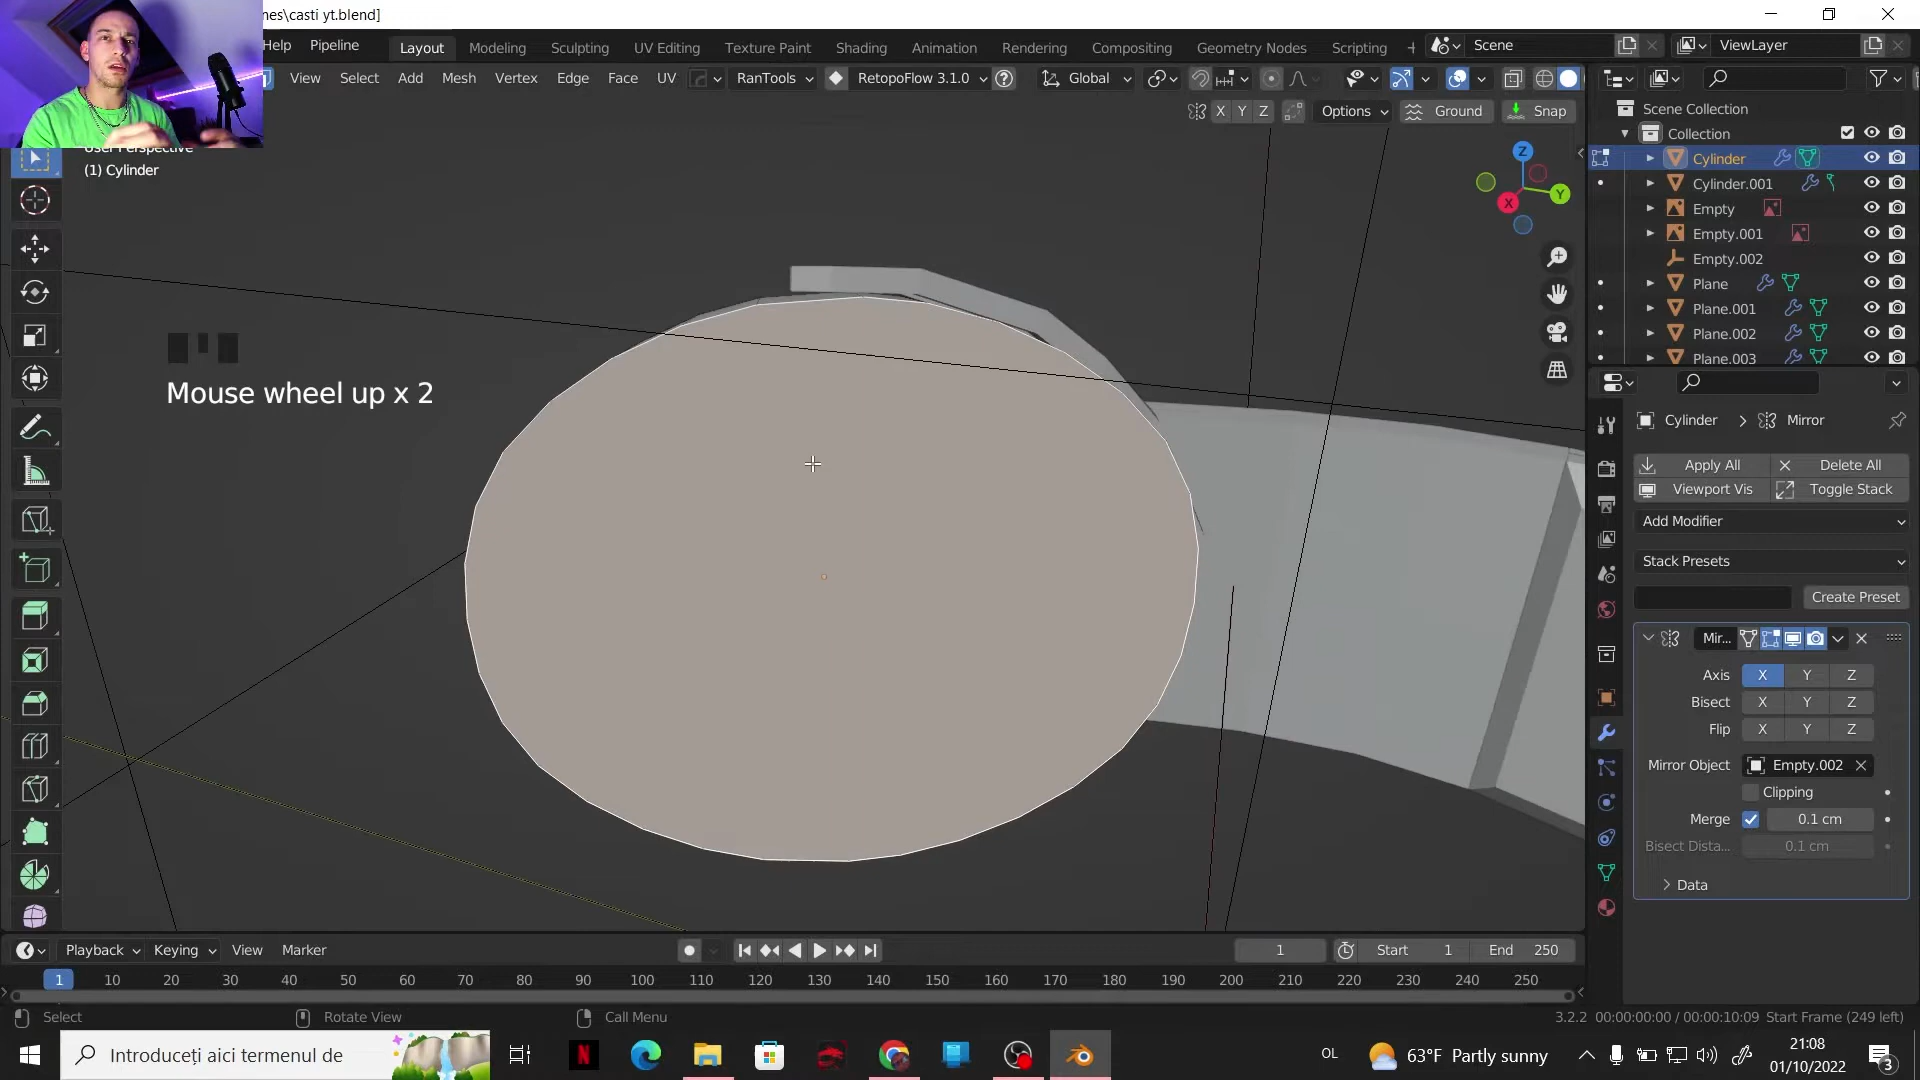 nes\casti yt.blend]
Help Pipeline Layout Modeling Sculpting UV Editing Texture Paint Shading Animation Rendering Compositing Geometry Nodes Scripting + Scene ViewLayer
View Select Add Mesh Vertex Edge Face UV RanTools RetopoFlow 3.1.0 Global
X Y Z Options Ground Snap
(1) Cylinder
Z
Y
X
Mouse wheel up x 2
Scene Collection
Collection
Cylinder
Cylinder.001
Empty
Empty.001
Empty.002
Plane
Plane.001
Plane.002
Plane.003
Cylinder > Mirror
Apply All Delete All
Viewport Vis Toggle Stack
Add Modifier
Stack Presets
Create Preset
Mir...
Axis X Y Z
Bisect X Y Z
Flip X Y Z
Mirror Object Empty.002
Clipping
Merge 0.1 cm
Bisect Dista... 0.1 cm
Data
Playback Keying View Marker 1 Start 1 End 250
1 10 20 30 40 50 60 70 80 90 100 110 120 130 140 150 160 170 180 190 200 210 220 230 240 250
Select Rotate View Call Menu 3.2.2 00:00:00:00 / 00:00:10:09 Start Frame (249 left)
Introduceți aici termenul de OL 63°F Partly sunny 21:08
01/10/2022
3